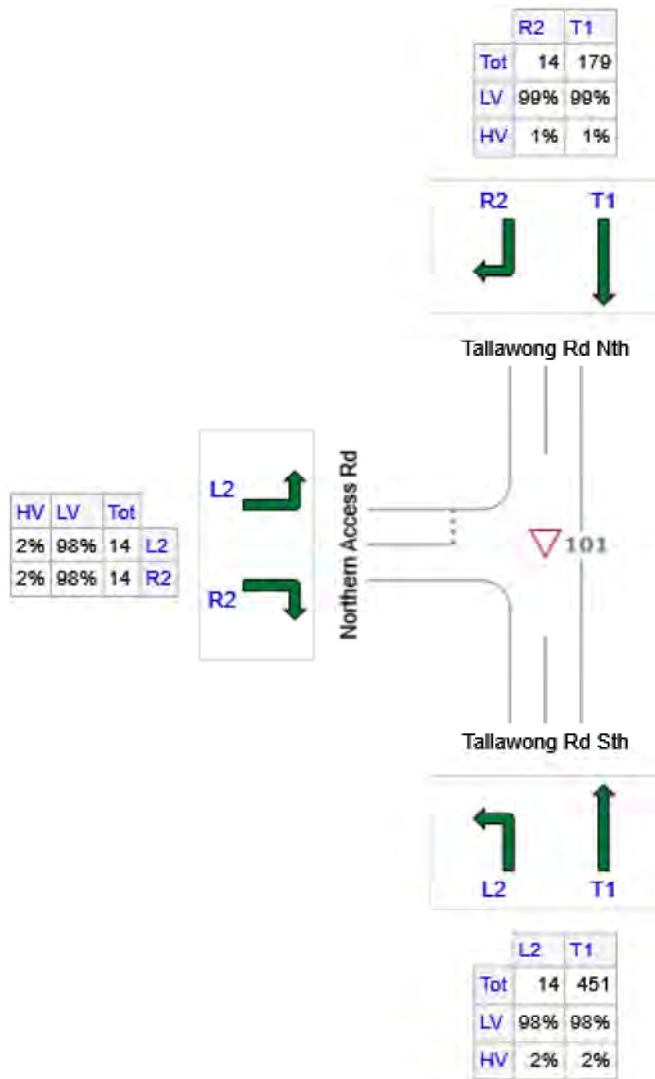 R2 T1
Tot 14 179
LV 99% 99%
HV 1% 1%
R2 T1
Tallawong Rd Nth
HV LV Tot
2% 98% 14 L2
2% 98% 14 R2
L2
R2
Northern Access Rd
101
Tallawong Rd Sth
L2 T1
L2 T1
Tot 14 451
LV 98% 98%
HV 2% 2%